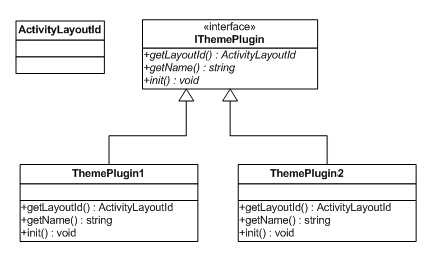 ActivityLayoutId
«interface»
IThemePlugin
+getLayoutId() : ActivityLayoutId
+getName() : string
+init() : void
ThemePlugin1
+getLayoutId() : ActivityLayoutId
+getName() : string
+init() : void
ThemePlugin2
+getLayoutId() : ActivityLayoutId
+getName() : string
+init() : void